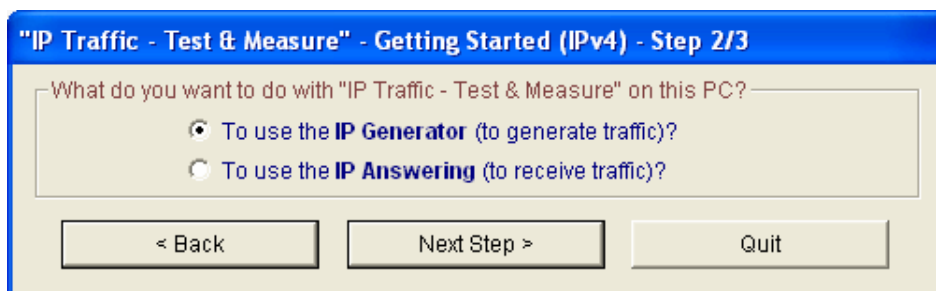 "IP Traffic - Test & Measure" - Getting Started (IPv4) - Step 2/3
What do you want to do with "IP Traffic - Test & Measure" on this PC?
To use the IP Generator (to generate traffic)?
To use the IP Answering (to receive traffic)?
< Back
Next Step >
Quit